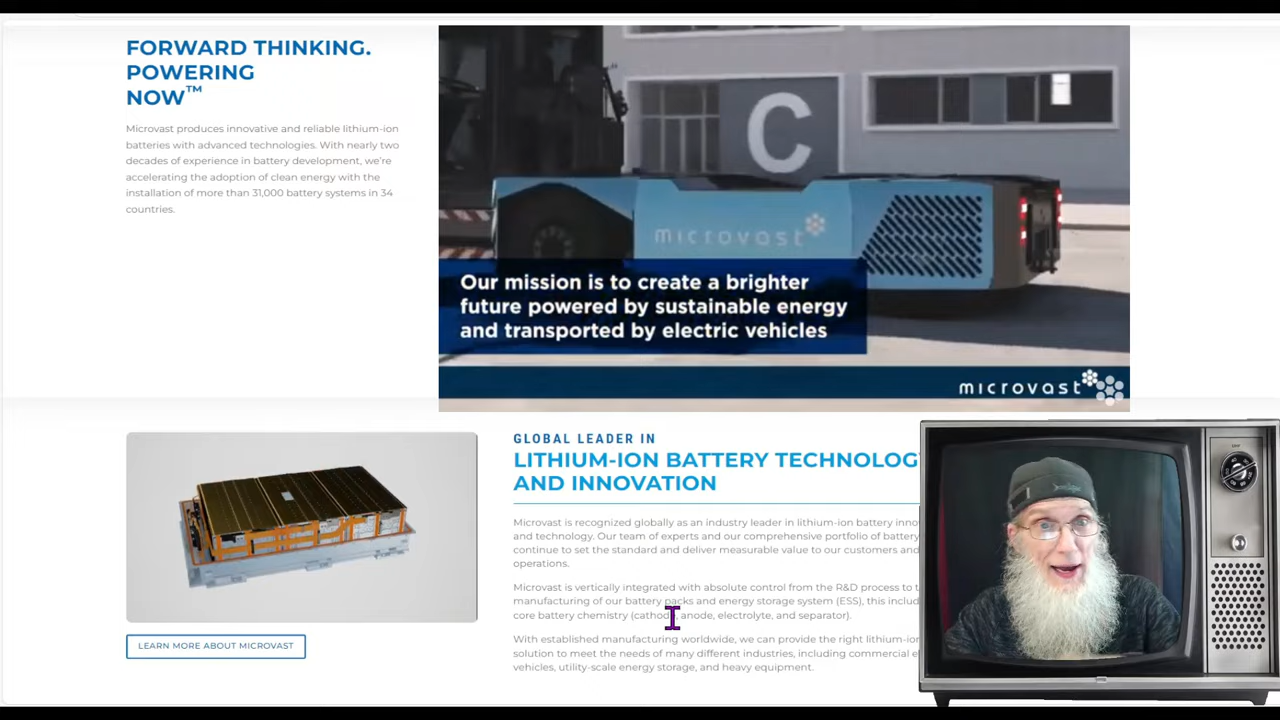 FORWARD THINKING.
POWERING
NOW™
Microvast produces innovative and reliable lithium-ion
batteries with advanced technologies. With nearly two
decades of experience in battery development, we're
accelerating the adoption of clean energy with the
installation of more than 31,000 battery systems in 34
countries.
C
microvast
Our mission is to create a brighter
future powered by sustainable energy
and transported by electric vehicles
microvast
GLOBAL LEADER IN
LITHIUM-ION BATTERY TECHNOLOG
AND INNOVATION
Microvast is recognized globally as an industry leader in lithium-ion battery inno
and technology. Our team of experts and our comprehensive portfolio of battery
continue to set the standard and deliver measurable value to our customers and
operations.
Microvast is vertically integrated with absolute control from the R&D process to
manufacturing of our battery packs and energy storage system (ESS), this includ
core battery chemistry (cathode, anode, electrolyte, and separator).
With established manufacturing worldwide, we can provide the right lithium-ion
solution to meet the needs of many different industries, including commercial
vehicles, utility-scale energy storage, and heavy equipment.
LEARN MORE ABOUT MICROVAST